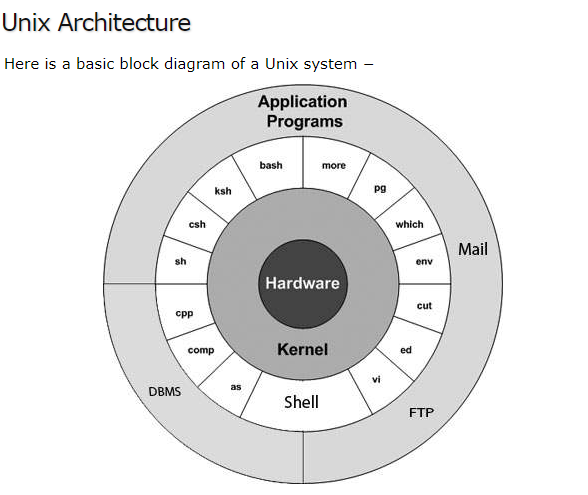 Unix Architecture
Here is a basic block diagram of a Unix system −
Application
Programs
bash
more
ksh
pg
csh
which
Mail
sh
env
Hardware
cpp
cut
comp
Kernel
ed
as
vi
DBMS
Shell
FTP